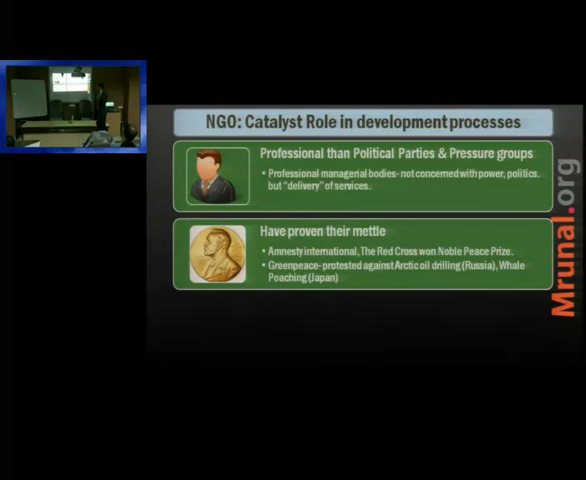 NGO: Catalyst Role in development processes
Professional than Political Parties & Pressure groups
• Professional managerial bodies- not concerned with power, politics.
but "delivery" of services.
Have proven their mettle
• Amnesty international, The Red Cross won Noble Peace Prize.
• Greenpeace- protested against Arctic oil drilling (Russia), Whale
Poaching (Japan)
Mrunal.org